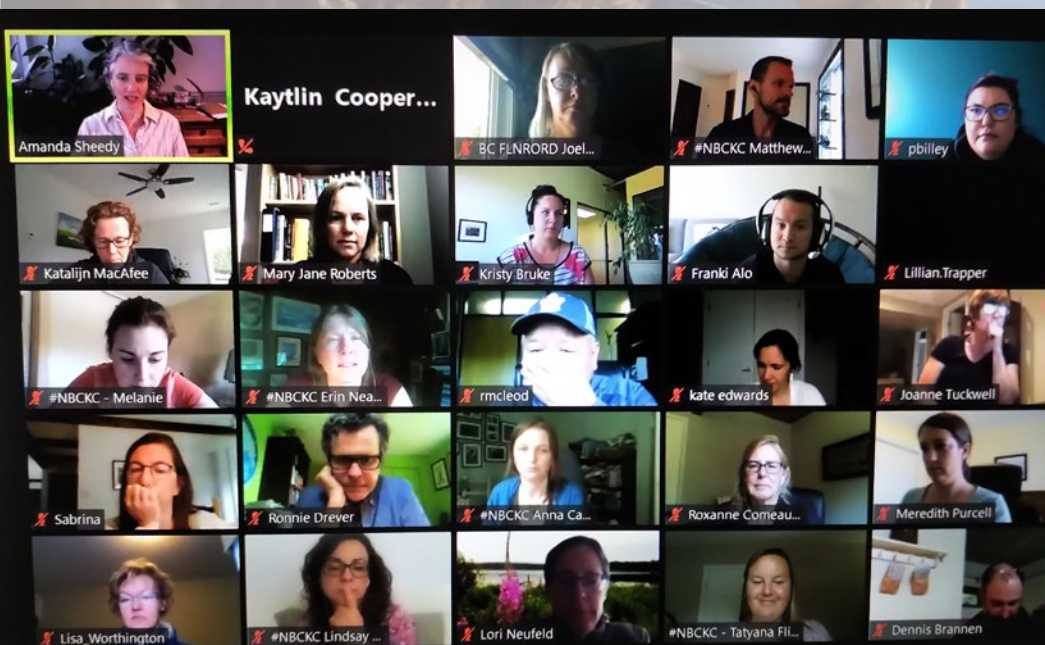 Amanda Sheedy
Kaytlin Cooper...
BC FLNRORD Joel...
#NBCKC Matthew...
pbilley
Katalijn MacAfee
Mary Jane Roberts
Kristy Bruke
Franki Alo
Lillian.Trapper
#NBCKC - Melanie
#NBCKC Erin Nea...
rmcleod
kate edwards
Joanne Tuckwell
Sabrina
Ronnie Drever
#NBCKC Anna Ca...
Roxanne Comeau...
Meredith Purcell
Lisa_Worthington
#NBCKC Lindsay ...
Lori Neufeld
#NBCKC - Tatyana Fli...
Dennis Brannen